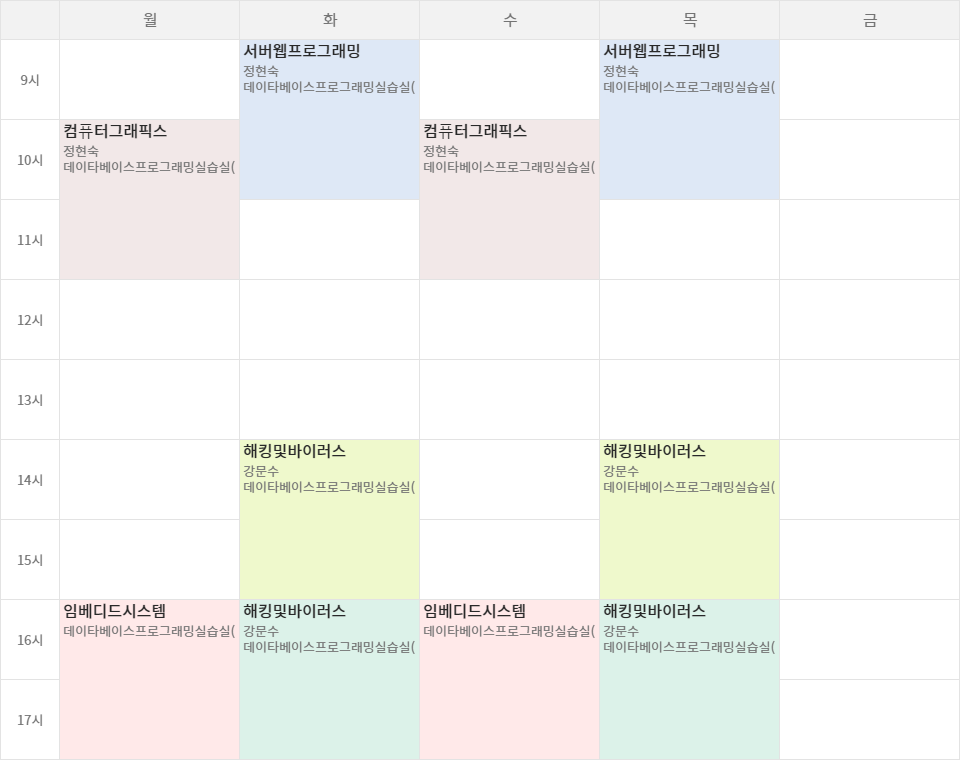 월 화 수 목 금
9시
서버웹프로그래밍
정현숙
데이타베이스프로그래밍실습실(
서버웹프로그래밍
정현숙
데이타베이스프로그래밍실습실(
10시
컴퓨터그래픽스
정현숙
데이타베이스프로그래밍실습실(
컴퓨터그래픽스
정현숙
데이타베이스프로그래밍실습실(
11시
12시
13시
14시
해킹및바이러스
강문수
데이타베이스프로그래밍실습실(
해킹및바이러스
강문수
데이타베이스프로그래밍실습실(
15시
16시
임베디드시스템
데이타베이스프로그래밍실습실(
해킹및바이러스
강문수
데이타베이스프로그래밍실습실(
임베디드시스템
데이타베이스프로그래밍실습실(
해킹및바이러스
강문수
데이타베이스프로그래밍실습실(
17시